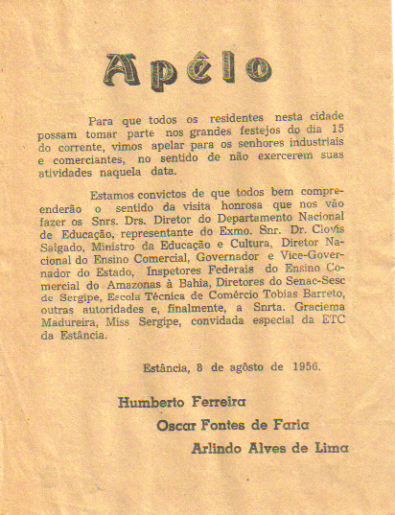 Apêlo
Para que todos os residentes nesta cidade
possam tomar parte nos grandes festejos do dia 15
do corrente, vimos apelar para os senhores industriais
e comerciantes, no sentido de não exercerem suas
atividades naquela data.
Estamos convictos de que todos bem compre-
enderão o sentido da visita honrosa que nos vão
fazer os Snrs. Drs. Diretor do Departamento Nacional
de Educação, representante do Exmo. Snr. Dr. Clovis
Salgado, Ministro da Educação e Cultura, Diretor Na-
cional do Ensino Comercial, Governador e Vice-Gover-
nador do Estado, Inspetores Federais do Ensino Co-
mercial do Amazonas à Bahia, Diretores do Senac-Sesc
de Sergipe, Escola Técnica de Comércio Tobias Barreto,
outras autoridades e, finalmente, a Snrta. Graciema
Madureira, Miss Sergipe, convidada especial da ETC
da Estância.
Estância, 8 de agôsto de 1956.
Humberto Ferreira
Oscar Fontes de Faria
Arlindo Alves de Lima